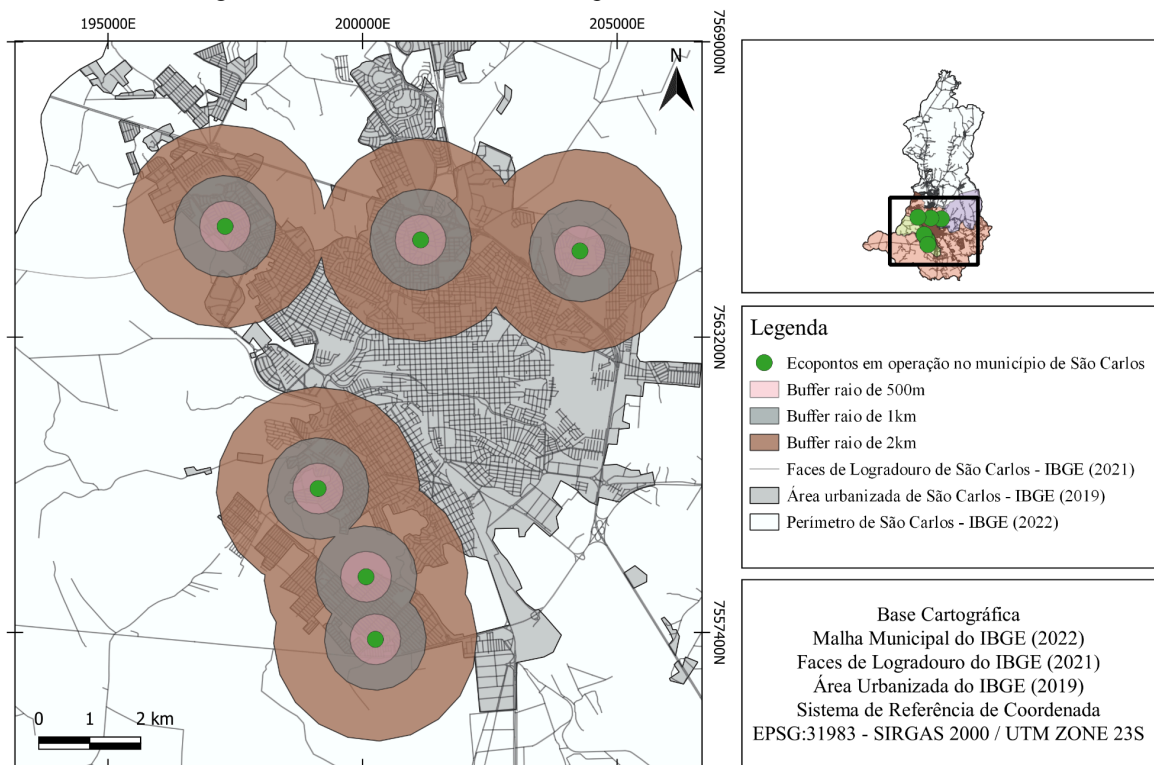 195000E
200000E
205000E
7569000N
N
7563200N
7557400N
0 1 2 km
Legenda
Ecopontos em operação no município de São Carlos
Buffer raio de 500m
Buffer raio de 1km
Buffer raio de 2km
Faces de Logradouro de São Carlos - IBGE (2021)
Área urbanizada de São Carlos - IBGE (2019)
Perimetro de São Carlos - IBGE (2022)
Base Cartográfica
Malha Municipal do IBGE (2022)
Faces de Logradouro do IBGE (2021)
Área Urbanizada do IBGE (2019)
Sistema de Referência de Coordenada
EPSG:31983 - SIRGAS 2000 / UTM ZONE 23S